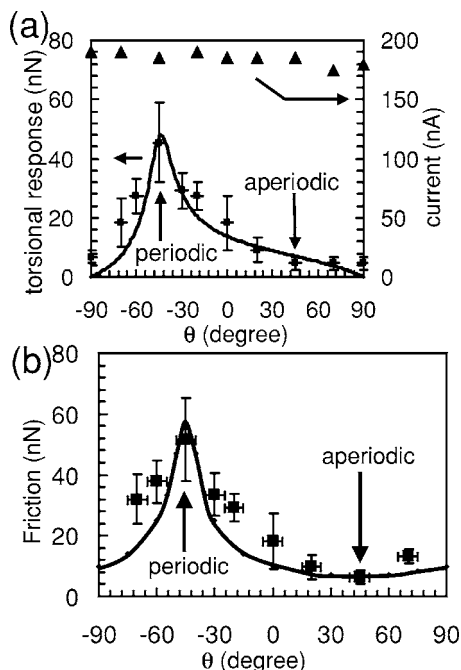 (a)
80
60
40
20
0
torsional response (nN)
200
150
100
50
0
current (nA)
aperiodic
periodic
-90 -60 -30 0 30 60 90
θ (degree)
(b)
80
60
40
20
0
Friction (nN)
aperiodic
periodic
-90 -60 -30 0 30 60 90
θ (degree)